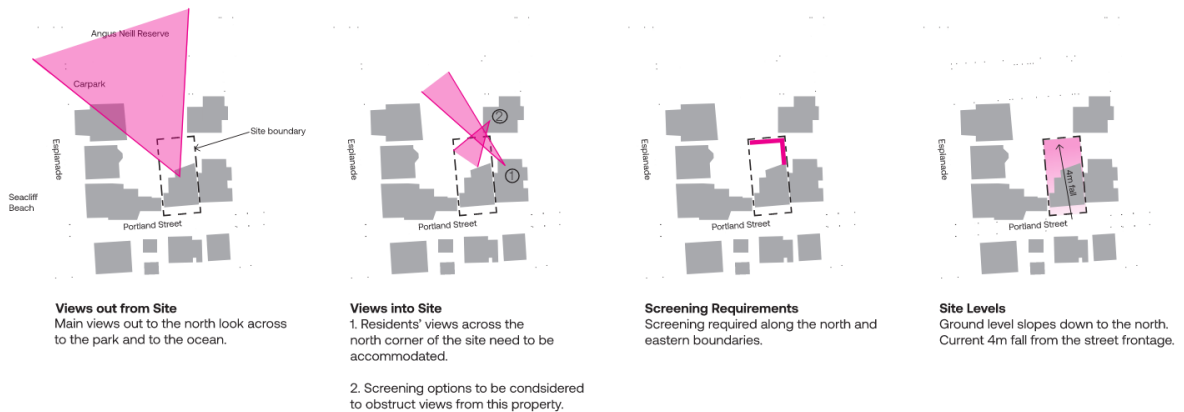 Angus Neill Reserve
Carpark
Site boundary
Esplanade
Seacliff
Beach
Portland Street
Views out from Site
Main views out to the north look across
to the park and to the ocean.
2
1
Esplanade
Portland Street
Views into Site
1. Residents' views across the
north corner of the site need to be
accommodated.
2. Screening options to be condsidered
to obstruct views from this property.
Esplanade
Portland Street
Screening Requirements
Screening required along the north and
eastern boundaries.
4m fall
Esplanade
Portland Street
Site Levels
Ground level slopes down to the north.
Current 4m fall from the street frontage.